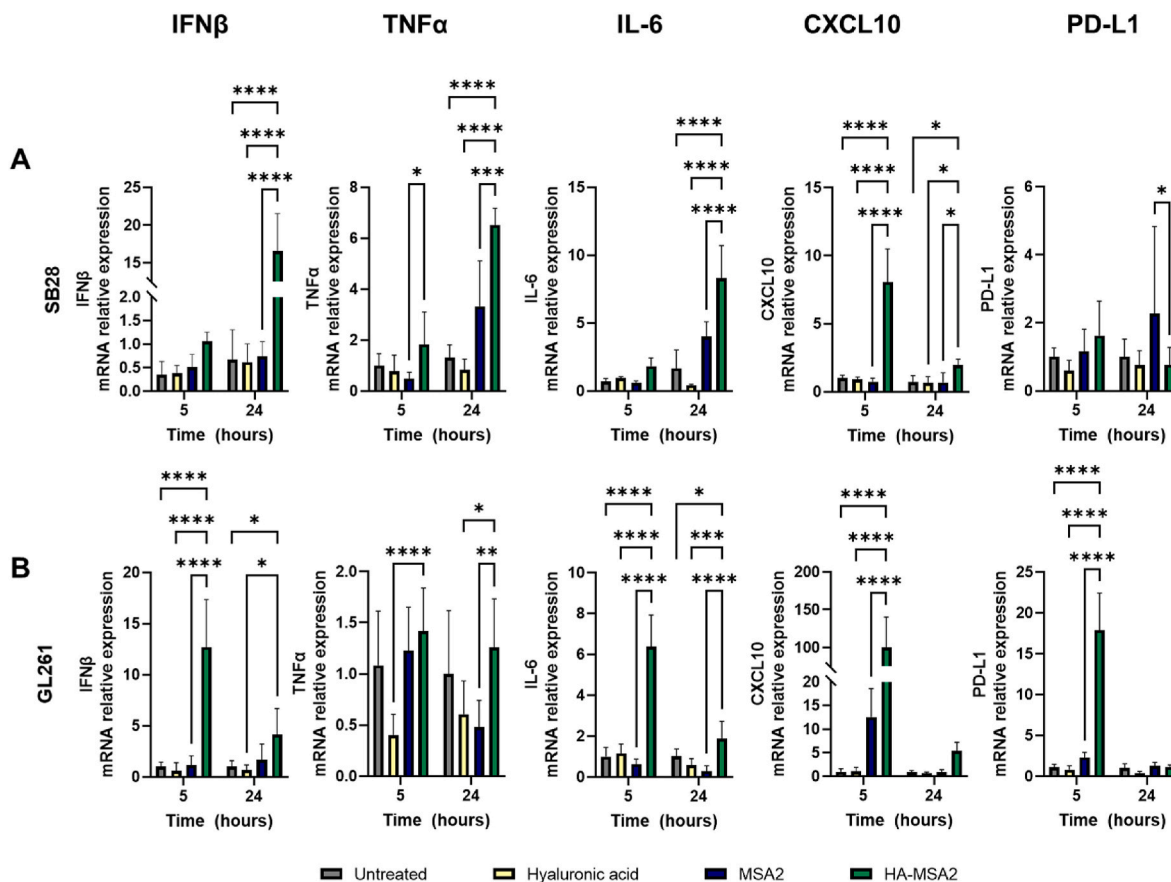 IFNβ TNFα IL-6 CXCL10 PD-L1
A
SB28
IFNβ
mRNA relative expression
25
20
15
10
2.0
1.5
1.0
0.5
0.0
****
****
****
5 24
Time (hours)
TNFα
mRNA relative expression
8
6
4
2
0
*
****
****
***
5 24
Time (hours)
IL-6
mRNA relative expression
15
10
5
0
****
****
****
5 24
Time (hours)
CXCL10
mRNA relative expression
15
10
5
0
****
****
****
*
*
*
5 24
Time (hours)
PD-L1
mRNA relative expression
6
4
2
0
*
5 24
Time (hours)
B
GL261
IFNβ
mRNA relative expression
20
15
10
5
0
****
****
****
*
*
5 24
Time (hours)
TNFα
mRNA relative expression
2.0
1.5
1.0
0.5
0.0
****
*
**
5 24
Time (hours)
IL-6
mRNA relative expression
10
8
6
4
2
0
****
****
****
*
***
****
5 24
Time (hours)
CXCL10
mRNA relative expression
200
150
100
50
20
15
10
5
0
****
****
****
5 24
Time (hours)
PD-L1
mRNA relative expression
25
20
15
10
5
0
****
****
****
5 24
Time (hours)
Untreated Hyaluronic acid MSA2 HA-MSA2